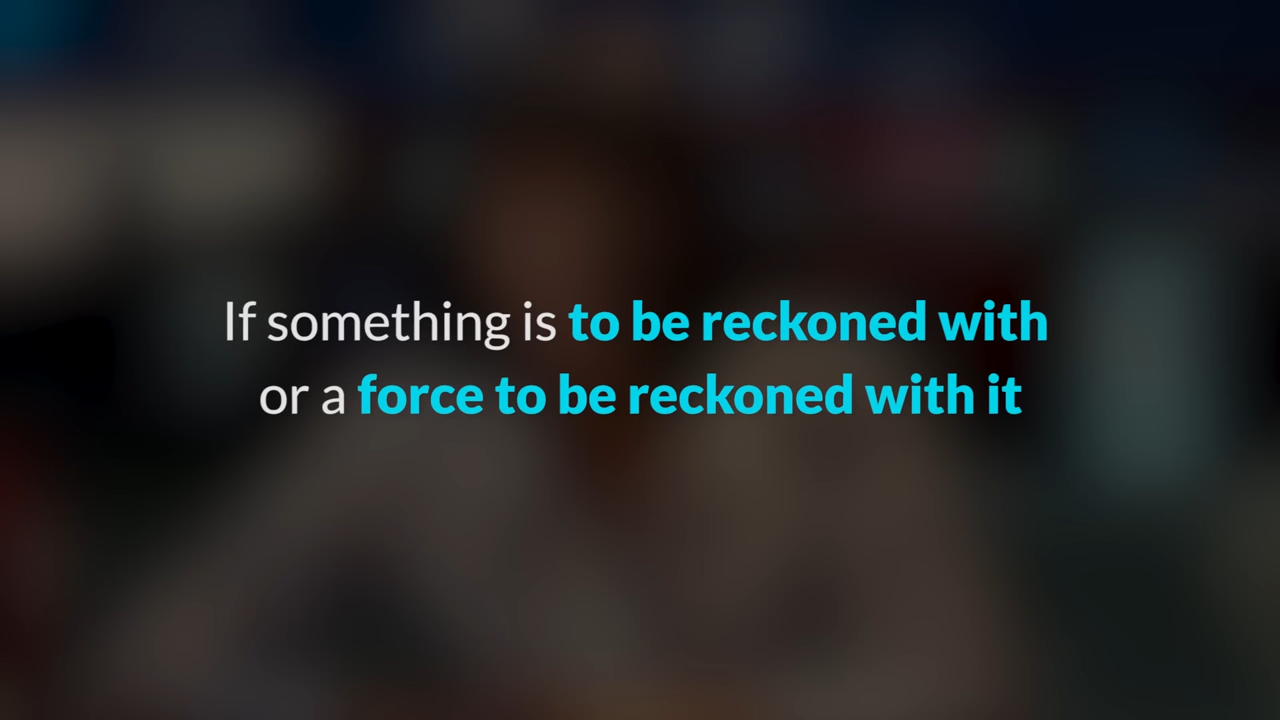 If something is to be reckoned with
or a force to be reckoned with it